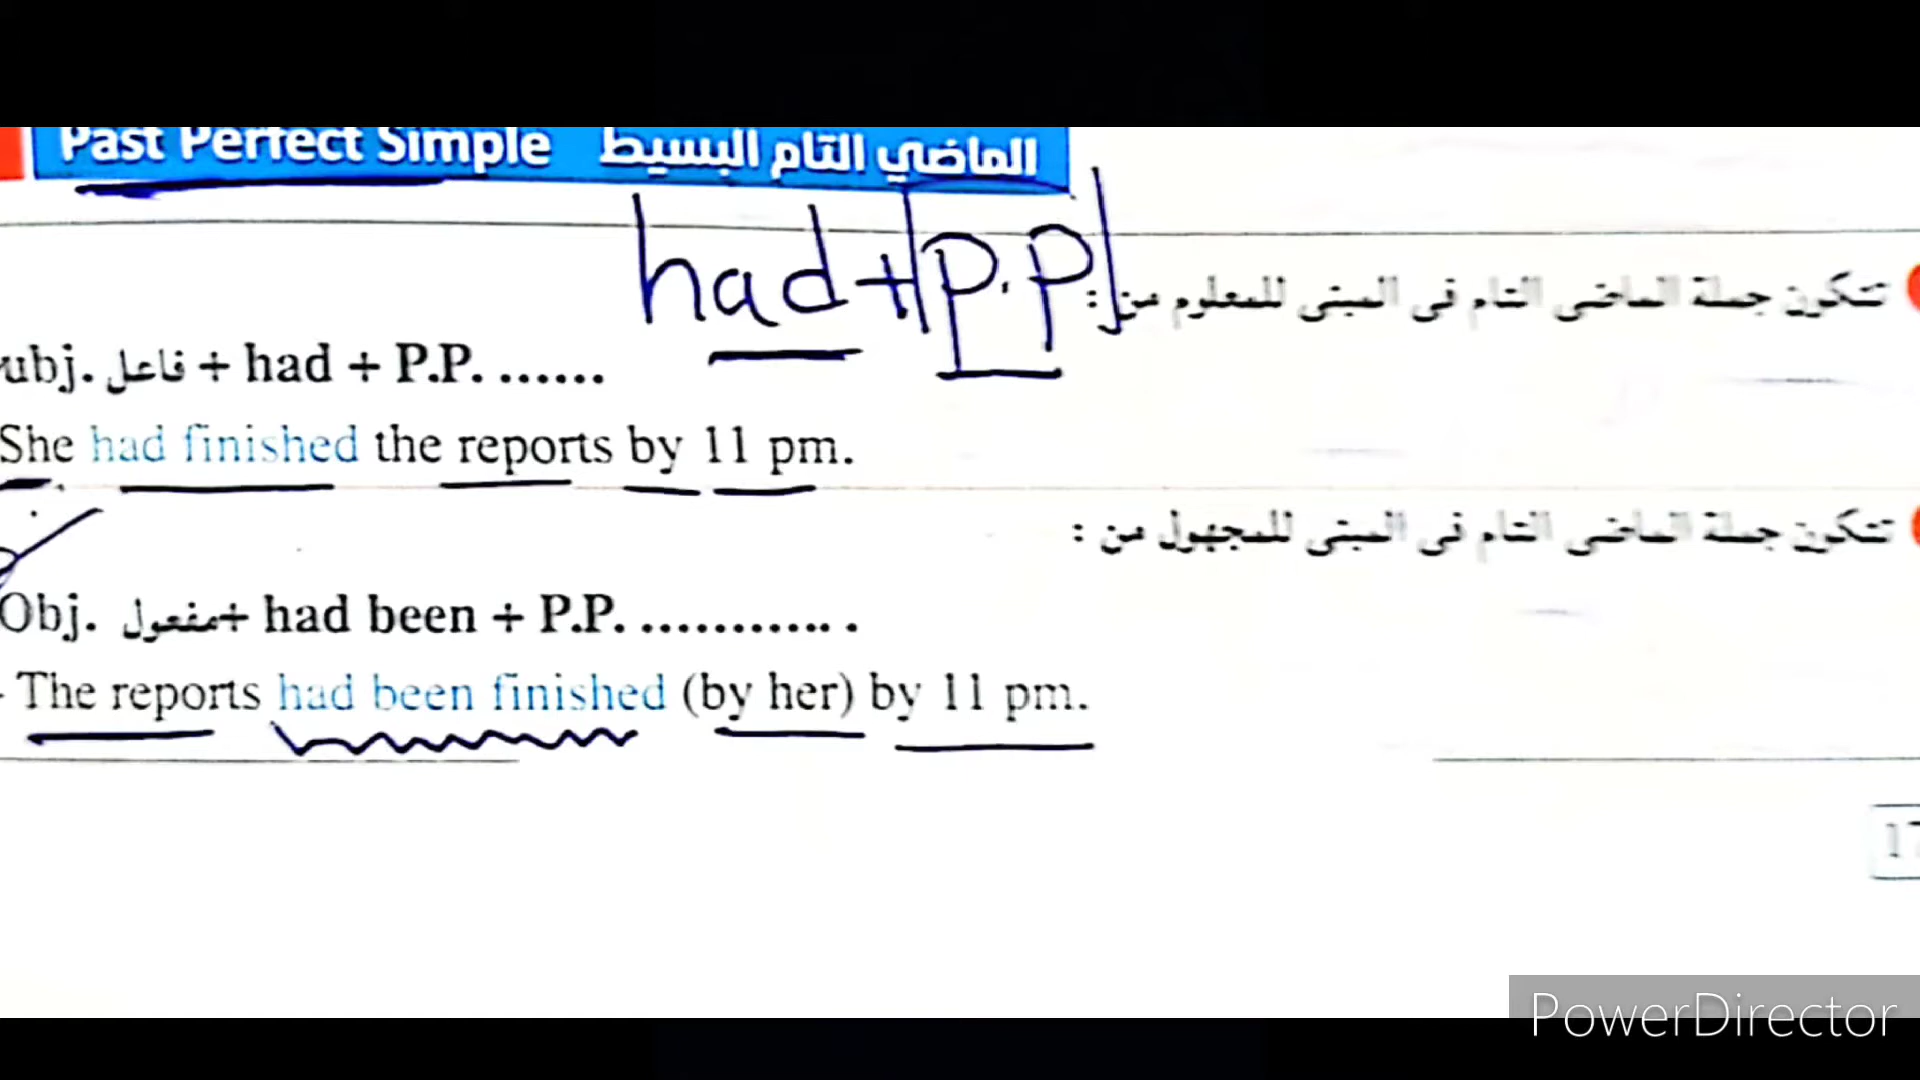 Past Perfect Simple الماضي التام البسيط
had + P.P
تتكون جملة الماضى التام فى المبنى للمعلوم من :
ubj. فاعل + had + P.P. ......
She had finished the reports by 11 pm.
تتكون جملة الماضى التام فى المبنى للمجهول من :
Obj. مفعول + had been + P.P. ............ .
- The reports had been finished (by her) by 11 pm.
17
PowerDirector